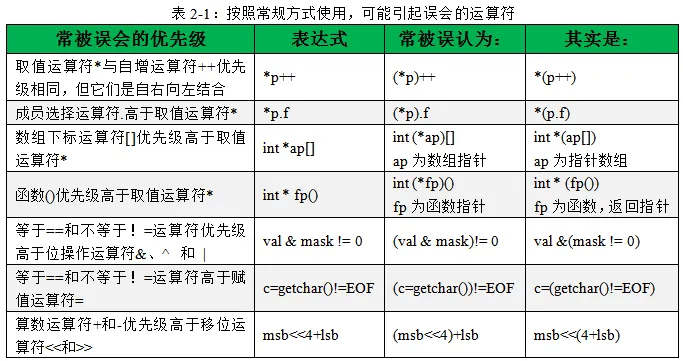 表 2-1：按照常规方式使用，可能引起误会的运算符
常被误会的优先级 表达式 常被误认为： 其实是：
取值运算符*与自增运算符++优先
级相同，但它们是自右向左结合
*p++ (*p)++ *(p++)
成员选择运算符.高于取值运算符* *p.f (*p).f *(p.f)
数组下标运算符[]优先级高于取值
运算符*
int *ap[]
int (*ap)[]
ap 为数组指针
int *(ap[])
ap 为指针数组
函数()优先级高于取值运算符* int * fp()
int (*fp)()
fp 为函数指针
int * (fp())
fp 为函数，返回指针
等于==和不等于！=运算符优先级
高于位操作运算符&、^ 和 |
val & mask != 0 (val & mask)!= 0 val &(mask != 0)
等于==和不等于！=运算符高于赋
值运算符=
c=getchar()!=EOF (c=getchar())!=EOF c=(getchar()!=EOF)
算数运算符+和-优先级高于移位运
算符<<和>>
msb<<4+lsb (msb<<4)+lsb msb<<(4+lsb)